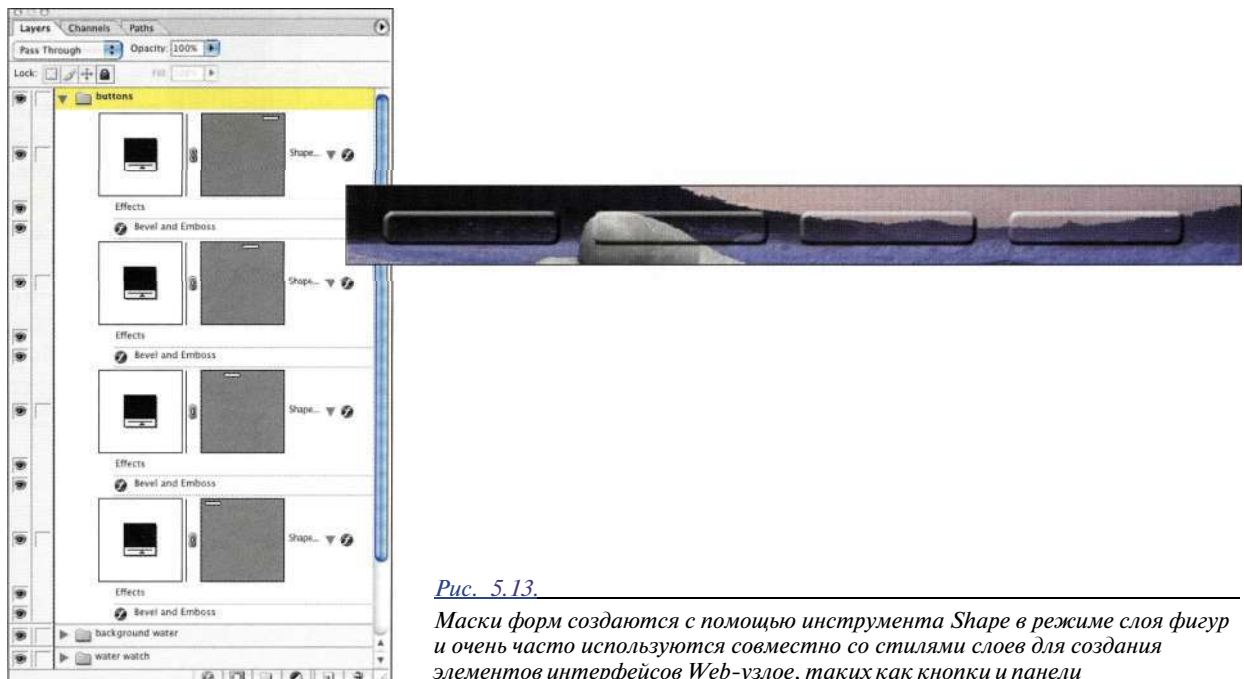 Layers Channels Paths
Pass Through Opacity: 100%
Lock: Fill: 100%
buttons
Shape...
Effects
Bevel and Emboss
Shape...
Effects
Bevel and Emboss
Shape...
Effects
Bevel and Emboss
Shape...
Effects
Bevel and Emboss
background water
water watch
Рис. 5.13.
Маски форм создаются с помощью инструмента Shape в режиме слоя фигур
и очень часто используются совместно со стилями слоев для создания
элементов интерфейсов Web-узлое, таких как кнопки и панели